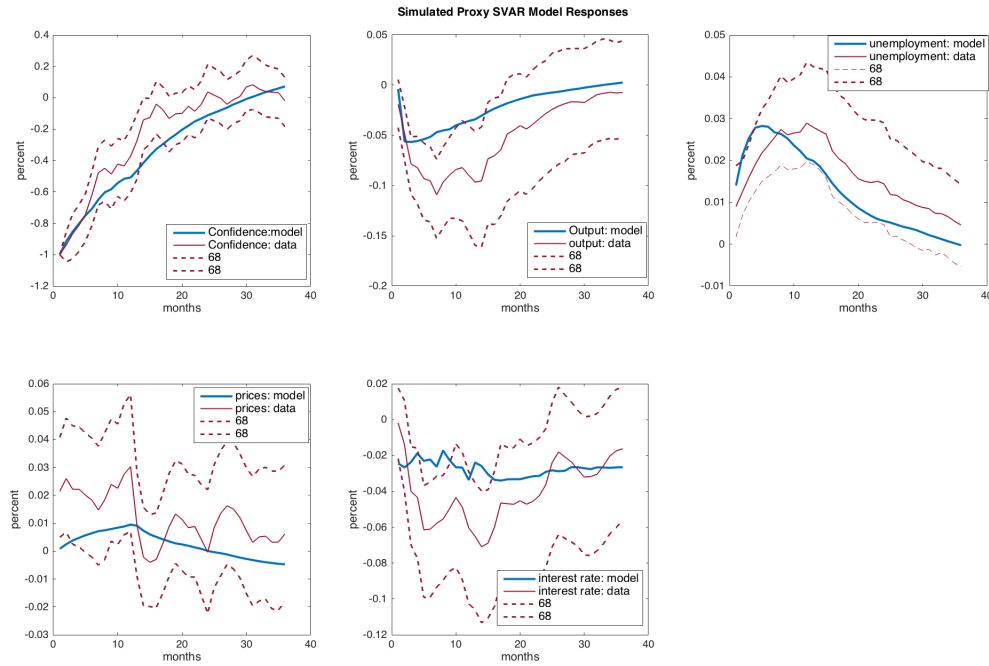 Simulated Proxy SVAR Model Responses
0.4
0.2
0
-0.2
-0.4
-0.6
-0.8
-1
-1.2
percent
0 10 20 30 40
months
Confidence:model
Confidence: data
68
68
0.05
0
-0.05
-0.1
-0.15
-0.2
percent
0 10 20 30 40
months
Output: model
output: data
68
68
0.05
0.04
0.03
0.02
0.01
0
-0.01
percent
0 10 20 30 40
months
unemployment: model
unemployment: data
68
68
0.06
0.05
0.04
0.03
0.02
0.01
0
-0.01
-0.02
-0.03
percent
0 10 20 30 40
months
prices: model
prices: data
68
68
0.02
0
-0.02
-0.04
-0.06
-0.08
-0.1
-0.12
percent
0 10 20 30 40
months
interest rate: model
interest rate: data
68
68